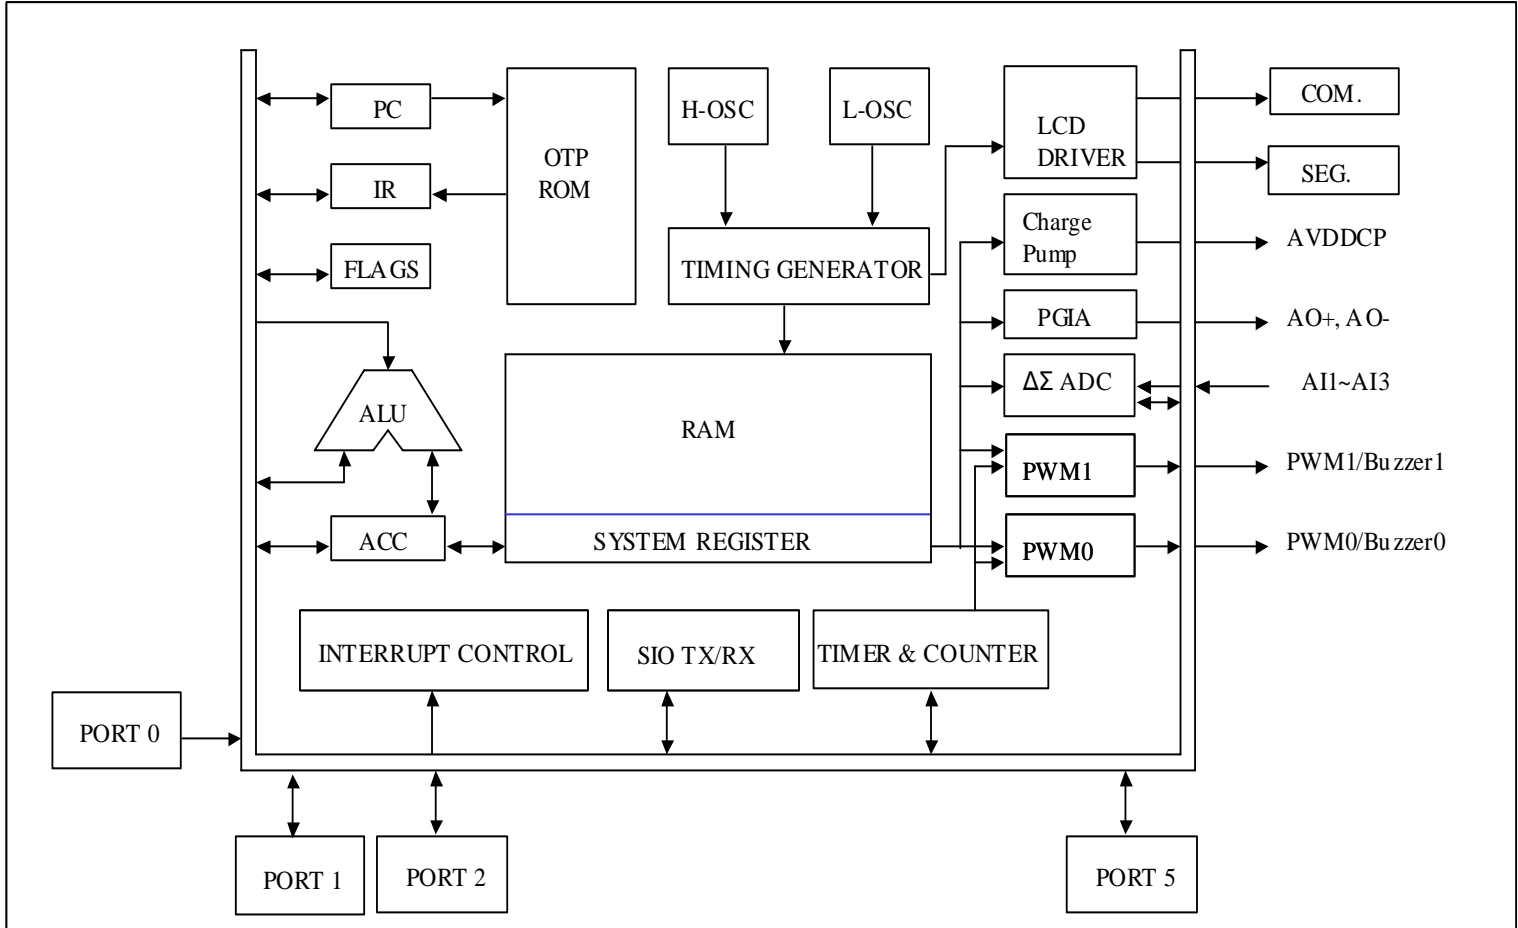 PC
IR
FLAGS
ALU
ACC
OTP
ROM
H-OSC
L-OSC
TIMING GENERATOR
RAM
SYSTEM REGISTER
LCD
DRIVER
Charge
Pump
PGIA
ΔΣ ADC
PWM1
PWM0
COM.
SEG.
AVDDCP
AO+, AO-
AI1~AI3
PWM1/Buzzer1
PWM0/Buzzer0
INTERRUPT CONTROL
SIO TX/RX
TIMER & COUNTER
PORT 0
PORT 1
PORT 2
PORT 5